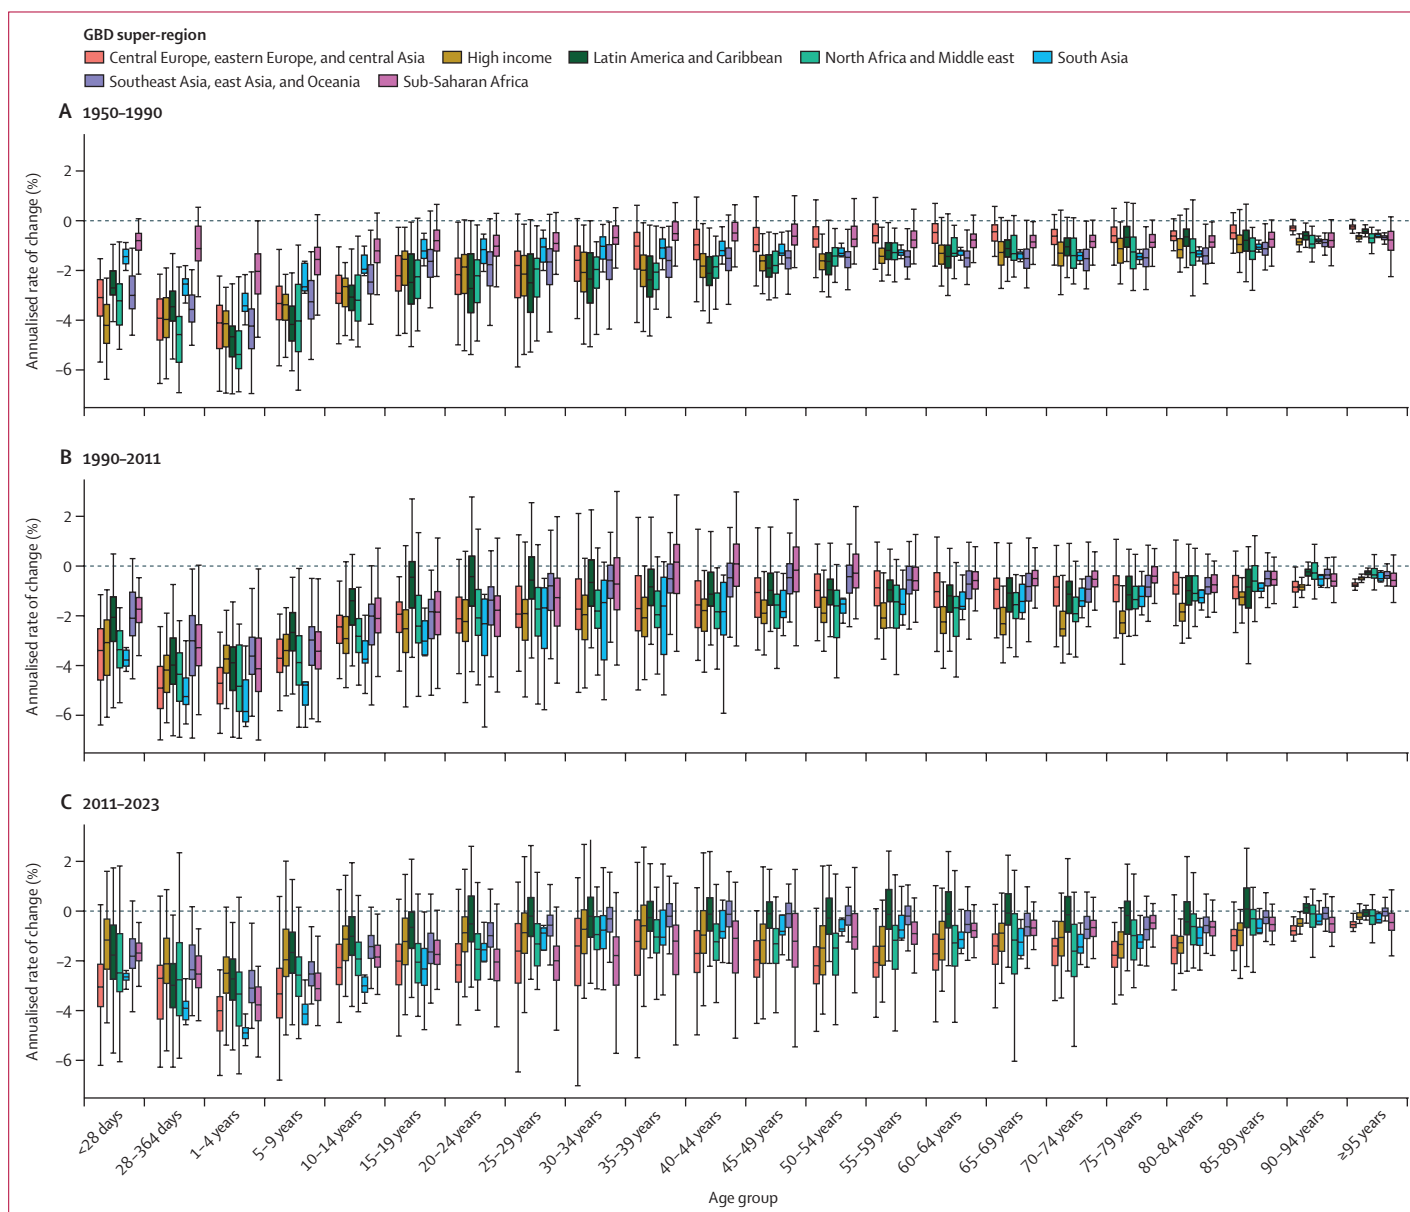 GBD super-region
Central Europe, eastern Europe, and central Asia High income Latin America and Caribbean North Africa and Middle east South Asia
Southeast Asia, east Asia, and Oceania Sub-Saharan Africa
A 1950–1990
Annualised rate of change (%)
2
0
–2
–4
–6
B 1990–2011
Annualised rate of change (%)
2
0
–2
–4
–6
C 2011–2023
Annualised rate of change (%)
2
0
–2
–4
–6
<28 days
28–364 days
1–4 years
5–9 years
10–14 years
15–19 years
20–24 years
25–29 years
30–34 years
35–39 years
40–44 years
45–49 years
50–54 years
55–59 years
60–64 years
65–69 years
70–74 years
75–79 years
80–84 years
85–89 years
90–94 years
≥95 years
Age group